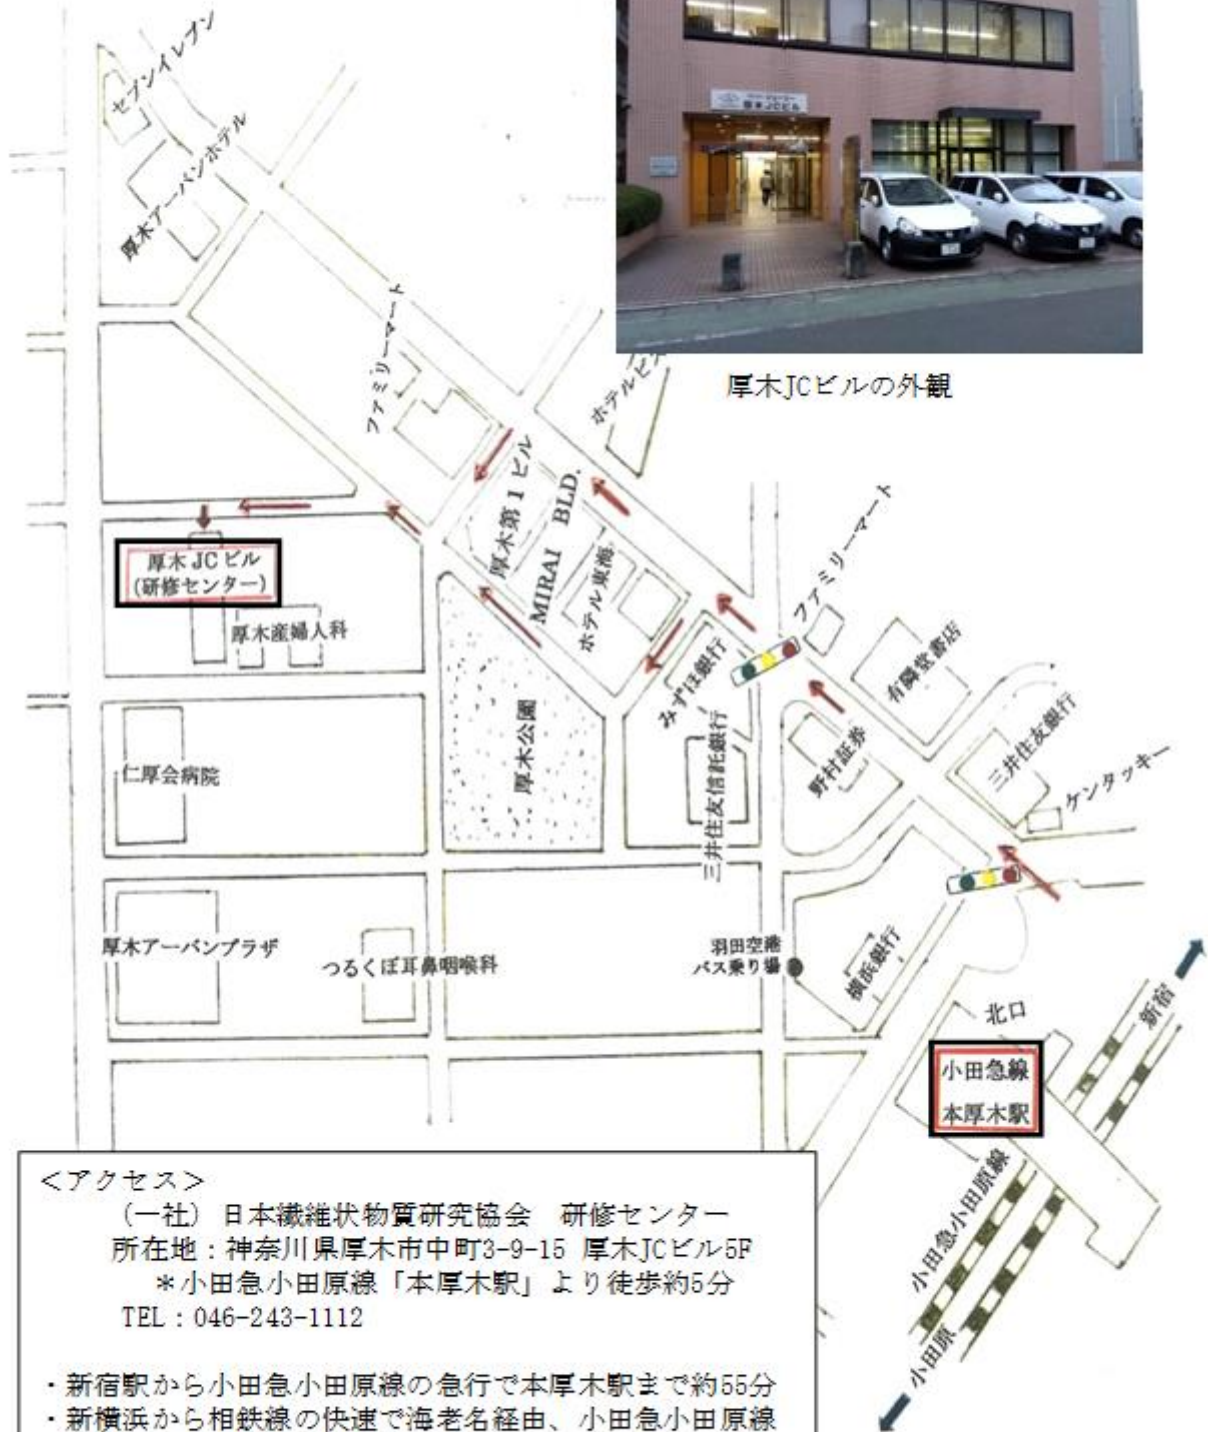 厚木JCビル
厚木JCビルの外観
セブンイレブン
厚木アーバンホテル
ファミリーマート
ホテルビス
厚木第1ビル
MIRAI BLD.
ホテル東海
ファミリーマート
有隣堂書店
みずほ銀行
三井住友信託銀行
野村証券
三井住友銀行
ケンタッキー
厚木JCビル
(研修センター)
厚木産婦人科
厚木公園
仁厚会病院
厚木アーバンプラザ
つるくぼ耳鼻咽喉科
羽田空港
バス乗り場
横浜銀行
北口
小田急線
本厚木駅
新宿
小田急小田原線
小田原
<アクセス>
(一社) 日本繊維状物質研究協会 研修センター
所在地:神奈川県厚木市中町3-9-15 厚木JCビル5F
*小田急小田原線「本厚木駅」より徒歩約5分
TEL:046-243-1112
・新宿駅から小田急小田原線の急行で本厚木駅まで約55分
・新横浜から相鉄線の快速で海老名経由、小田急小田原線